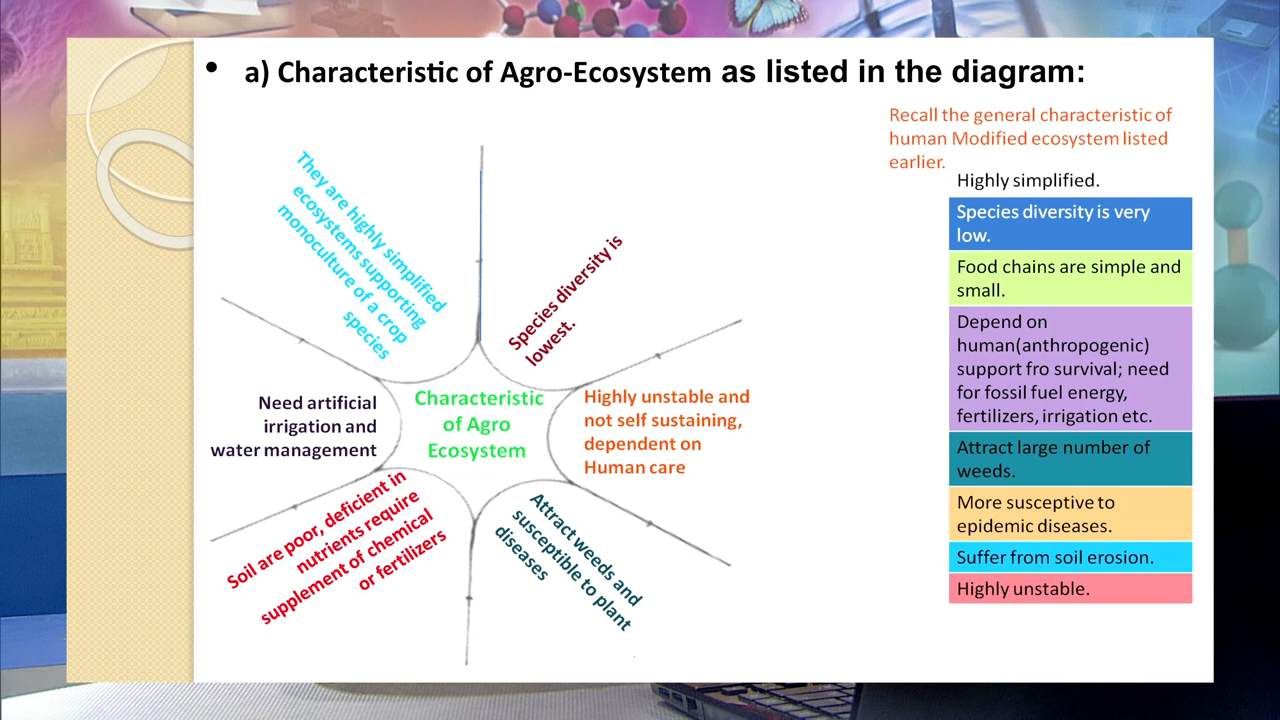 • a) Characteristic of Agro-Ecosystem as listed in the diagram:
Recall the general characteristic of
human Modified ecosystem listed
earlier.
They are highly simplified
ecosystems supporting
monoculture of a crop
species
Species diversity is
lowest.
Need artificial
irrigation and
water management
Characteristic
of Agro
Ecosystem
Highly unstable and
not self sustaining,
dependent on
Human care
Soil are poor, deficient in
nutrients require
supplement of chemical
or fertilizers
Attract weeds and
susceptible to plant
diseases
Highly simplified.
Species diversity is very
low.
Food chains are simple and
small.
Depend on
human(anthropogenic)
support fro survival; need
for fossil fuel energy,
fertilizers, irrigation etc.
Attract large number of
weeds.
More susceptive to
epidemic diseases.
Suffer from soil erosion.
Highly unstable.